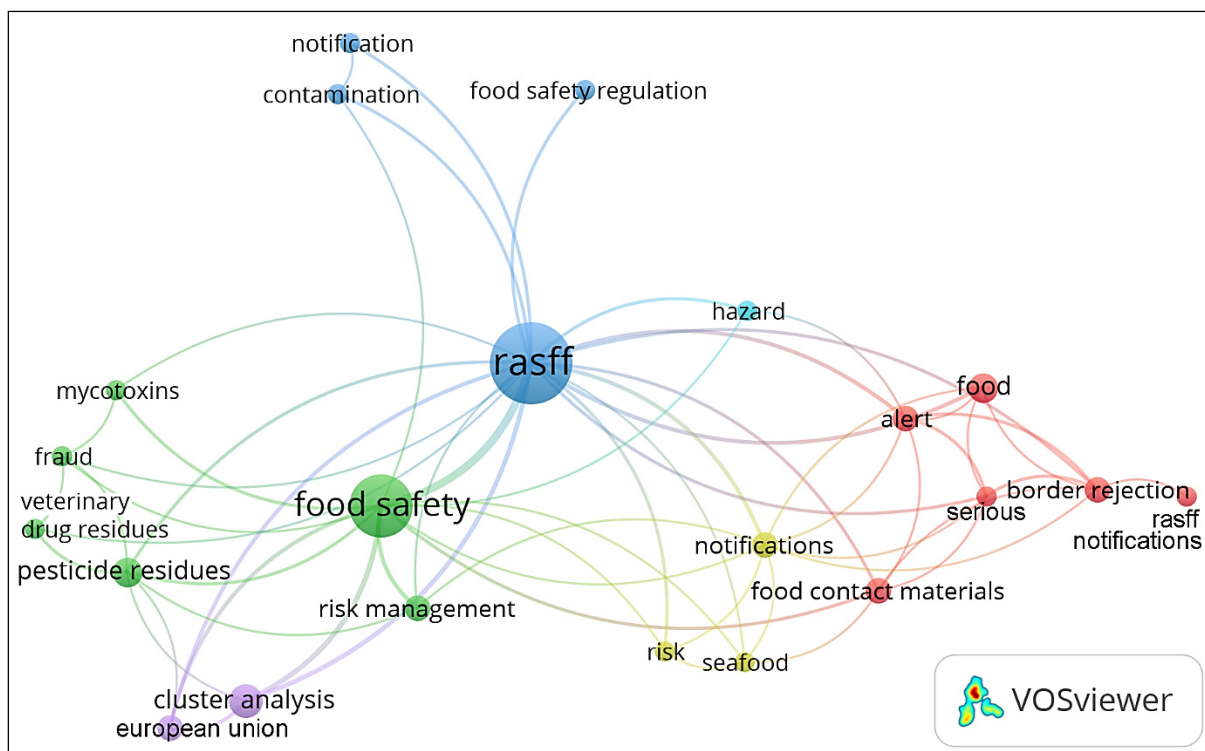 notification
contamination
food safety regulation
hazard
rasff
mycotoxins
food
alert
fraud
food safety
veterinary
drug residues
serious
border rejection
rasff
notifications
notifications
pesticide residues
risk management
food contact materials
risk
seafood
cluster analysis
european union
VOSviewer